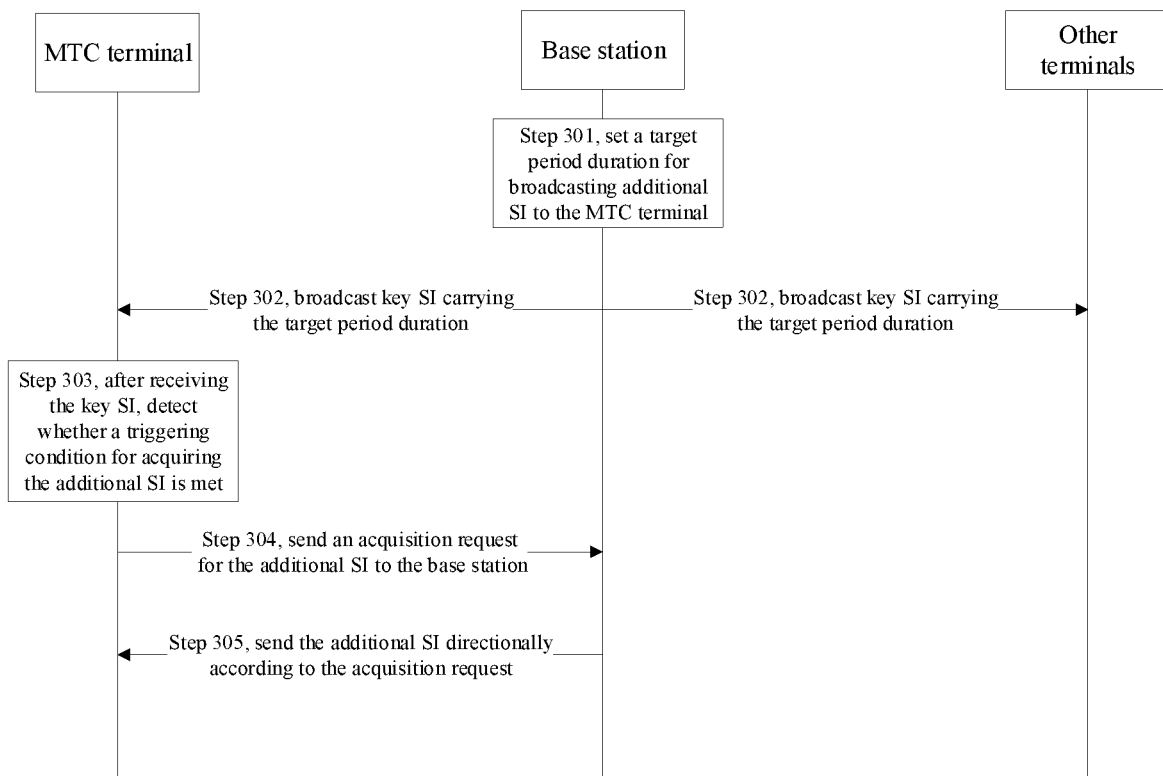 MTC terminal
Base station
Other
terminals
Step 301, set a target
period duration for
broadcasting additional
SI to the MTC terminal
Step 302, broadcast key SI carrying
the target period duration
Step 302, broadcast key SI carrying
the target period duration
Step 303, after receiving
the key SI, detect
whether a triggering
condition for acquiring
the additional SI is met
Step 304, send an acquisition request
for the additional SI to the base station
Step 305, send the additional SI directionally
according to the acquisition request